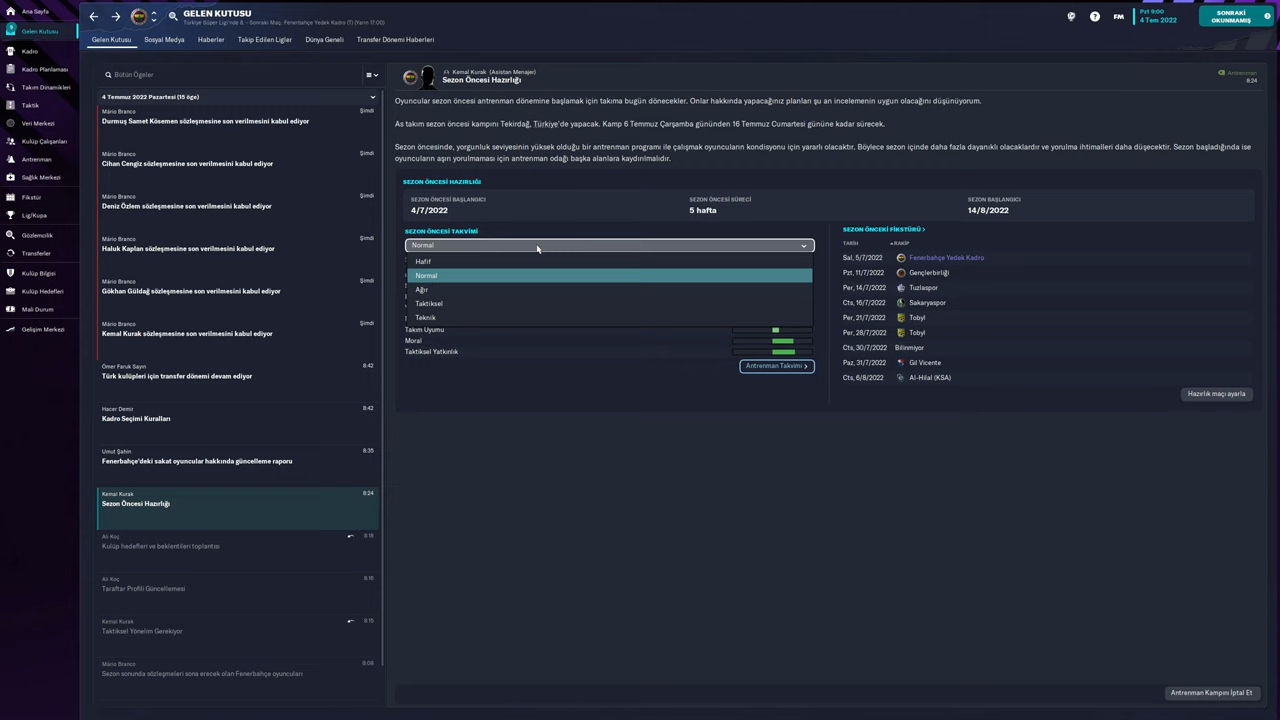 Ana Sayfa
Gelen Kutusu
Kadro
Kadro Planlaması
Takım Dinamikleri
Taktik
Veri Merkezi
Kulüp Çalışanları
Antrenman
Sağlık Merkezi
Fikstür
Lig/Kupa
Gözlemcilik
Transferler
Kulüp Bilgisi
Kulüp Hedefleri
Mali Durum
Gelişim Merkezi
GELEN KUTUSU
Türkiye Süper Ligi'nde 8. - Sonraki Maç: Fenerbahçe Yedek Kadro (T) (Yarın 17:00)
FM
Pzt 9:00
4 Tem 2022
SONRAKİ OKUNMAMIŞ
Gelen Kutusu
Sosyal Medya
Haberler
Takip Edilen Ligler
Dünya Geneli
Transfer Dönemi Haberleri
Bütün Ögeler
4 Temmuz 2022 Pazartesi (15 öge)
Mário Branco
Şimdi
Durmuş Samet Kösemen sözleşmesine son verilmesini kabul ediyor
Mário Branco
Şimdi
Cihan Cengiz sözleşmesine son verilmesini kabul ediyor
Mário Branco
Şimdi
Deniz Özlem sözleşmesine son verilmesini kabul ediyor
Mário Branco
Şimdi
Haluk Kaplan sözleşmesine son verilmesini kabul ediyor
Mário Branco
Şimdi
Gökhan Güldağ sözleşmesine son verilmesini kabul ediyor
Mário Branco
Şimdi
Kemal Kurak sözleşmesine son verilmesini kabul ediyor
Ömer Faruk Sayın
8:42
Türk kulüpleri için transfer dönemi devam ediyor
Hacer Demir
8:42
Kadro Seçimi Kuralları
Umut Şahin
8:35
Fenerbahçe'deki sakat oyuncular hakkında güncelleme raporu
Kemal Kurak
8:24
Sezon Öncesi Hazırlığı
Ali Koç
8:18
Kulüp hedefleri ve beklentileri toplantısı
Ali Koç
8:16
Taraftar Profili Güncellemesi
Kemal Kurak
8:15
Taktiksel Yönelim Gerekiyor
Mário Branco
8:08
Sezon sonunda sözleşmeleri sona erecek olan Fenerbahçe oyuncuları
Kemal Kurak (Asistan Menajer)
Sezon Öncesi Hazırlığı
Antrenman
8:24
Oyuncular sezon öncesi antrenman dönemine başlamak için takıma bugün dönecekler. Onlar hakkında yapacağınız planları şu an incelemenin uygun olacağını düşünüyorum.
As takım sezon öncesi kampını Tekirdağ, Türkiye'de yapacak. Kamp 6 Temmuz Çarşamba gününden 16 Temmuz Cumartesi gününe kadar sürecek.
Sezon öncesinde, yorgunluk seviyesinin yüksek olduğu bir antrenman programı ile çalışmak oyuncuların kondisyonu için yararlı olacaktır. Böylece sezon içinde daha fazla dayanıklı olacaklardır ve yorulma ihtimalleri daha düşecektir. Sezon başladığında ise
oyuncuların aşırı yorulmaması için antrenman odağı başka alanlara kaydırılmalıdır.
SEZON ÖNCESİ HAZIRLIĞI
SEZON ÖNCESİ BAŞLANGICI
4/7/2022
SEZON ÖNCESİ SÜRECİ
5 hafta
SEZON BAŞLANGICI
14/8/2022
SEZON ÖNCESİ TAKVİMİ
Normal
Hafif
Normal
Ağır
Taktiksel
Teknik
Takım Uyumu
Moral
Taktiksel Yatkınlık
Antrenman Takvimi
SEZON ÖNCEKİ FİKSTÜRÜ
TARİH
RAKİP
Sal, 5/7/2022 Fenerbahçe Yedek Kadro
Pzt, 11/7/2022 Gençlerbirliği
Per, 14/7/2022 Tuzlaspor
Cts, 16/7/2022 Sakaryaspor
Per, 21/7/2022 Tobyl
Per, 28/7/2022 Tobyl
Cts, 30/7/2022 Bilinmiyor
Paz, 31/7/2022 Gil Vicente
Cts, 6/8/2022 Al-Hilal (KSA)
Hazırlık maçı ayarla
Antrenman Kampını İptal Et